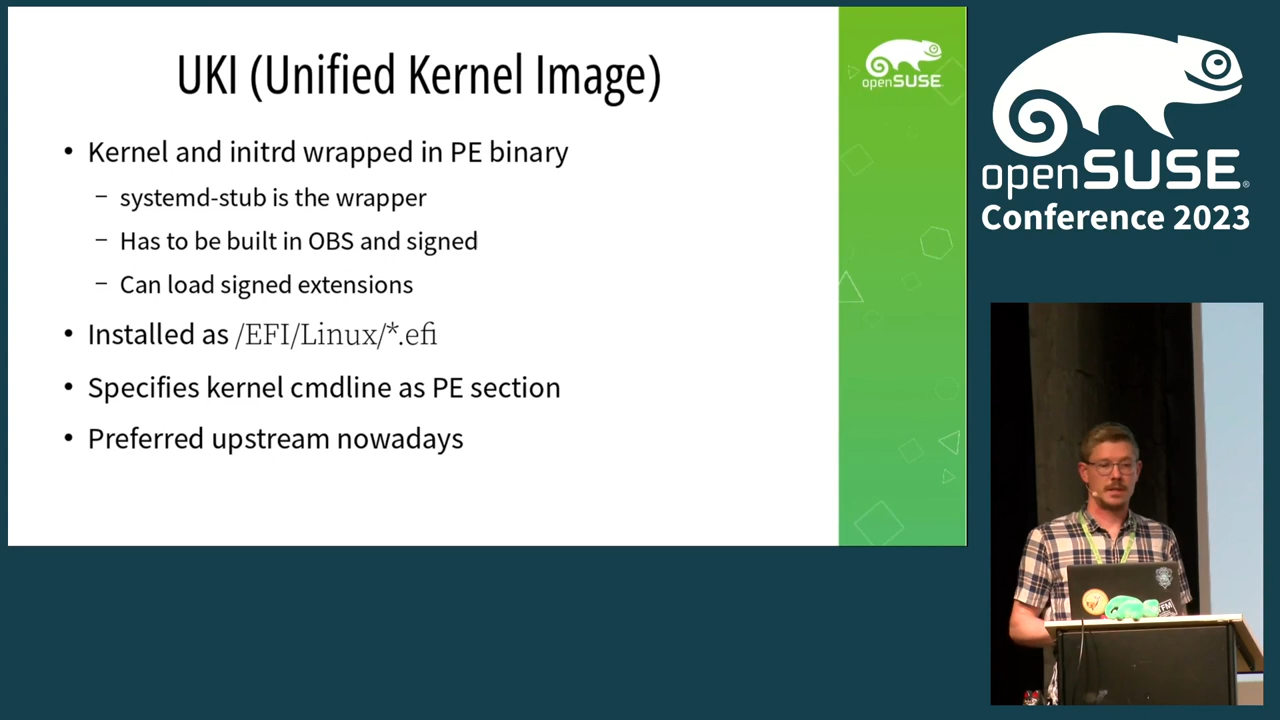 UKI (Unified Kernel Image)
• Kernel and initrd wrapped in PE binary
– systemd-stub is the wrapper
– Has to be built in OBS and signed
– Can load signed extensions
• Installed as /EFI/Linux/*.efi
• Specifies kernel cmdline as PE section
• Preferred upstream nowadays
openSUSE
openSUSE®
Conference 2023
FM